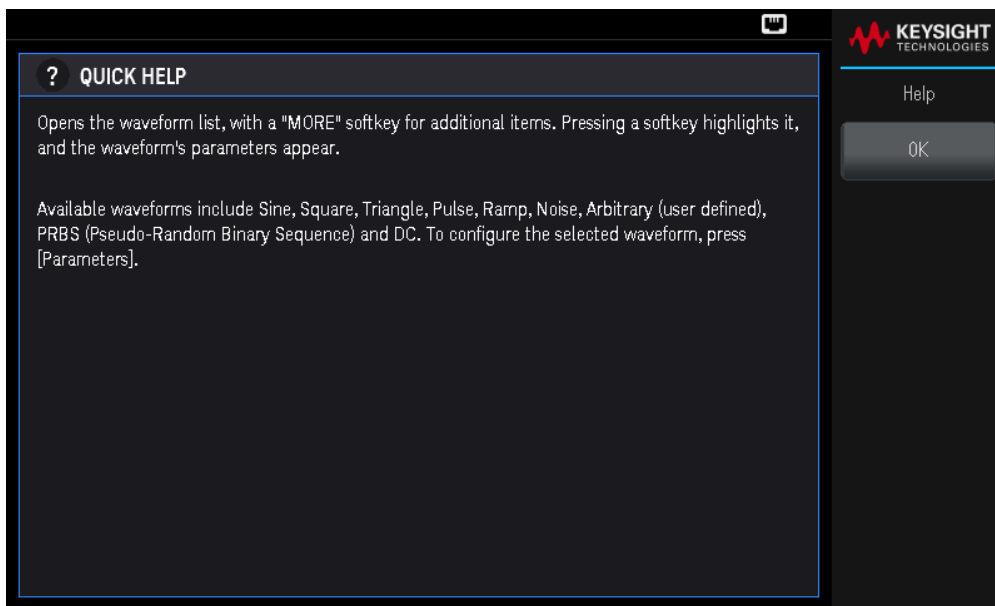 KEYSIGHT
TECHNOLOGIES
? QUICK HELP
Opens the waveform list, with a "MORE" softkey for additional items. Pressing a softkey highlights it,
and the waveform's parameters appear.
Available waveforms include Sine, Square, Triangle, Pulse, Ramp, Noise, Arbitrary (user defined),
PRBS (Pseudo-Random Binary Sequence) and DC. To configure the selected waveform, press
[Parameters].
Help
OK